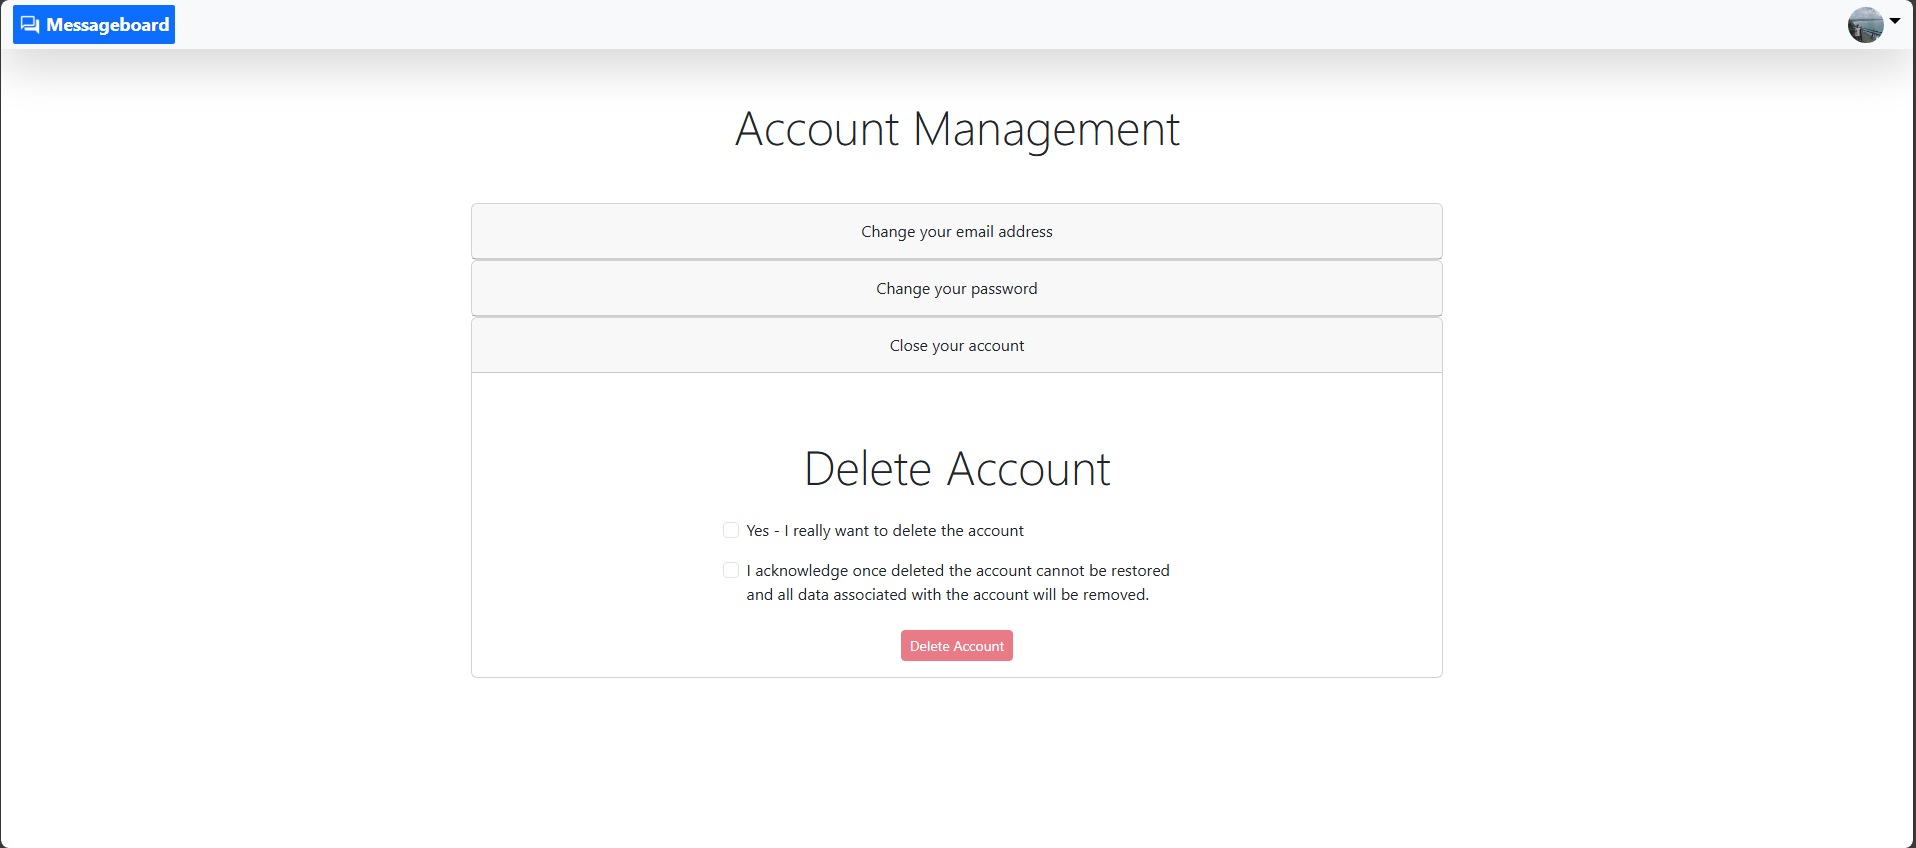 Messageboard
Account Management
Change your email address
Change your password
Close your account
Delete Account
Yes - I really want to delete the account
I acknowledge once deleted the account cannot be restored
and all data associated with the account will be removed.
Delete Account